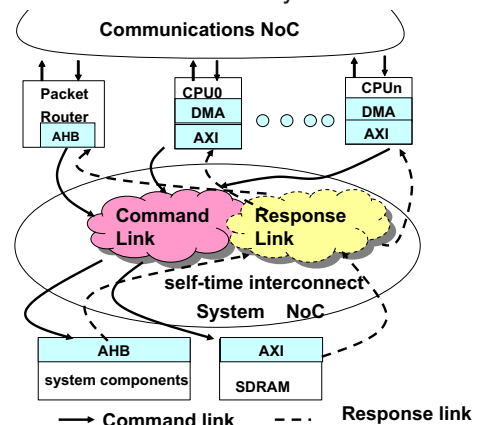 Communications NoC
Packet
Router
AHB
CPU0
DMA
AXI
CPUn
DMA
AXI
Command
Link
Response
Link
self-time interconnect
System NoC
AHB
system components
AXI
SDRAM
Command link
Response link